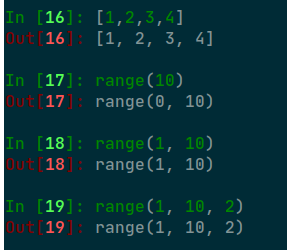 In [16]: [1,2,3,4]
Out[16]: [1, 2, 3, 4]
In [17]: range(10)
Out[17]: range(0, 10)
In [18]: range(1, 10)
Out[18]: range(1, 10)
In [19]: range(1, 10, 2)
Out[19]: range(1, 10, 2)